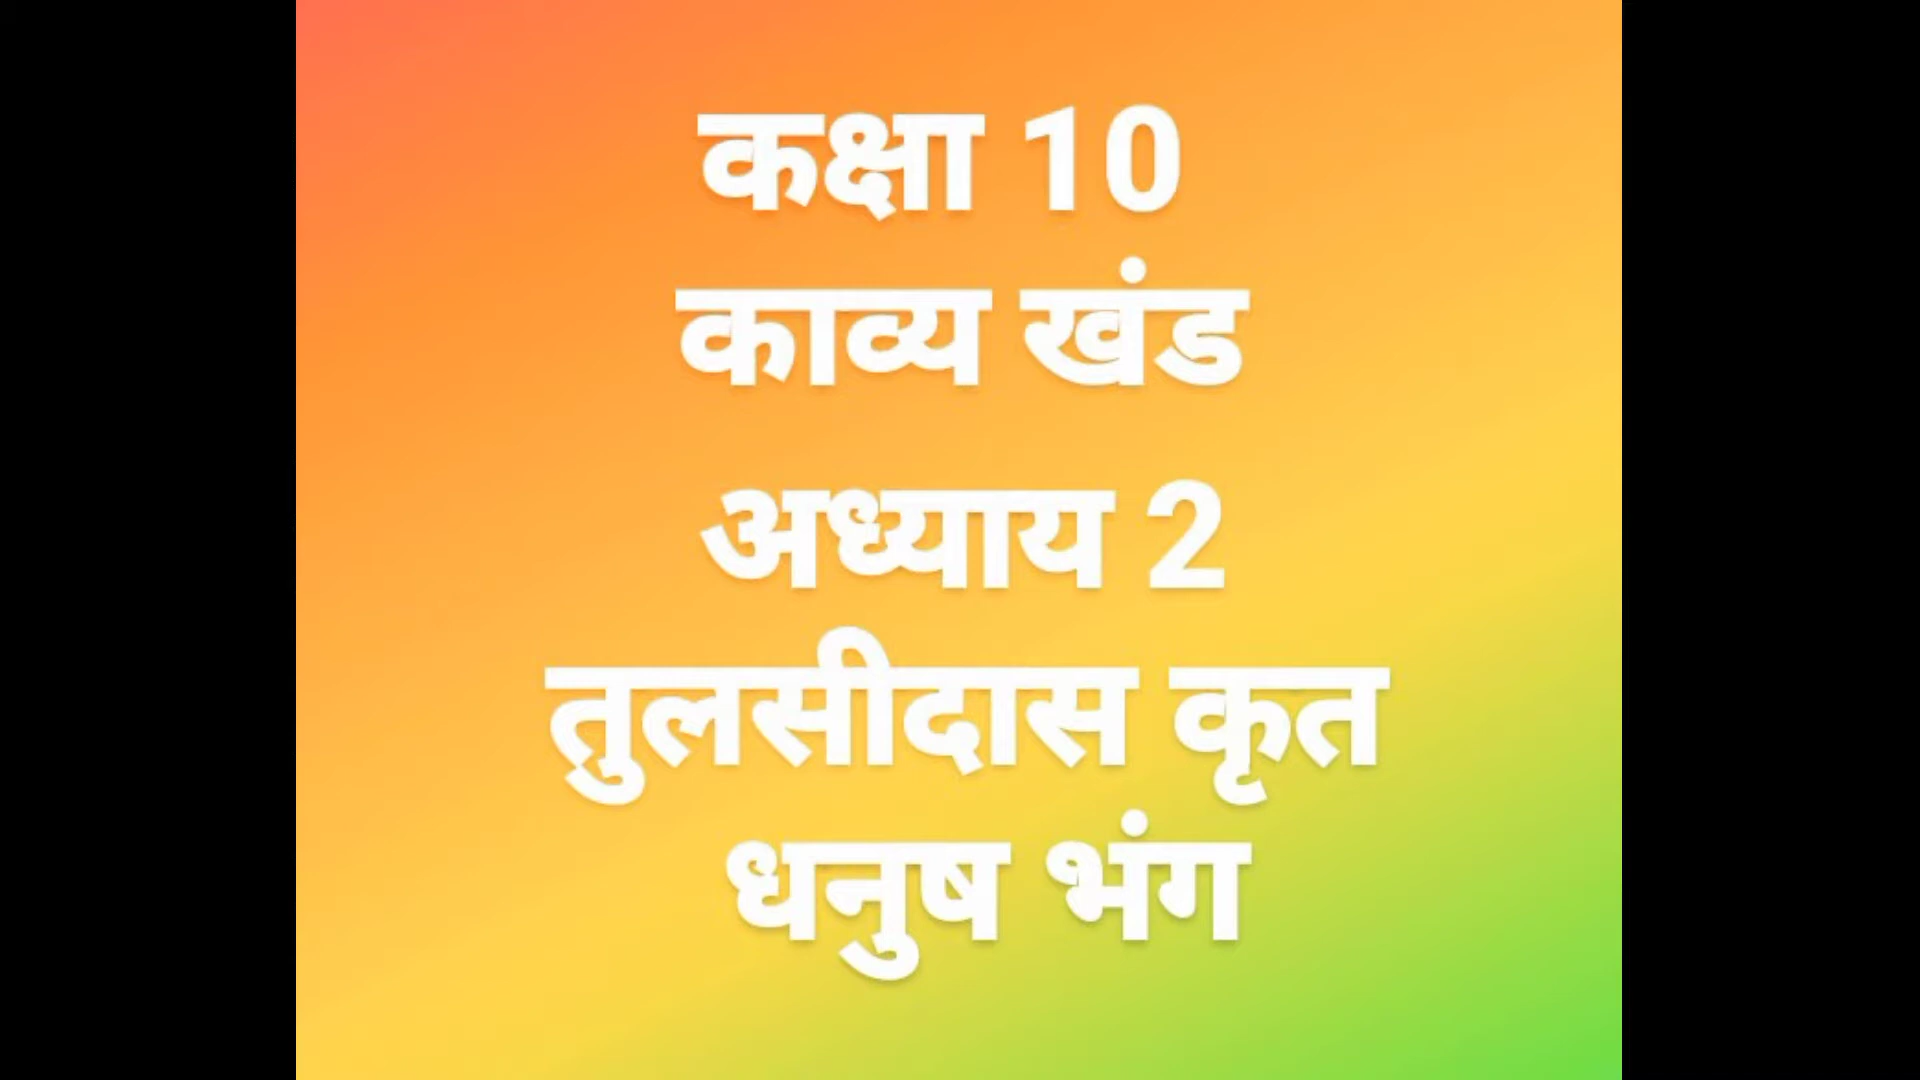 कक्षा 10
काव्य खंड
अध्याय 2
तुलसीदास कृत
धनुष भंग